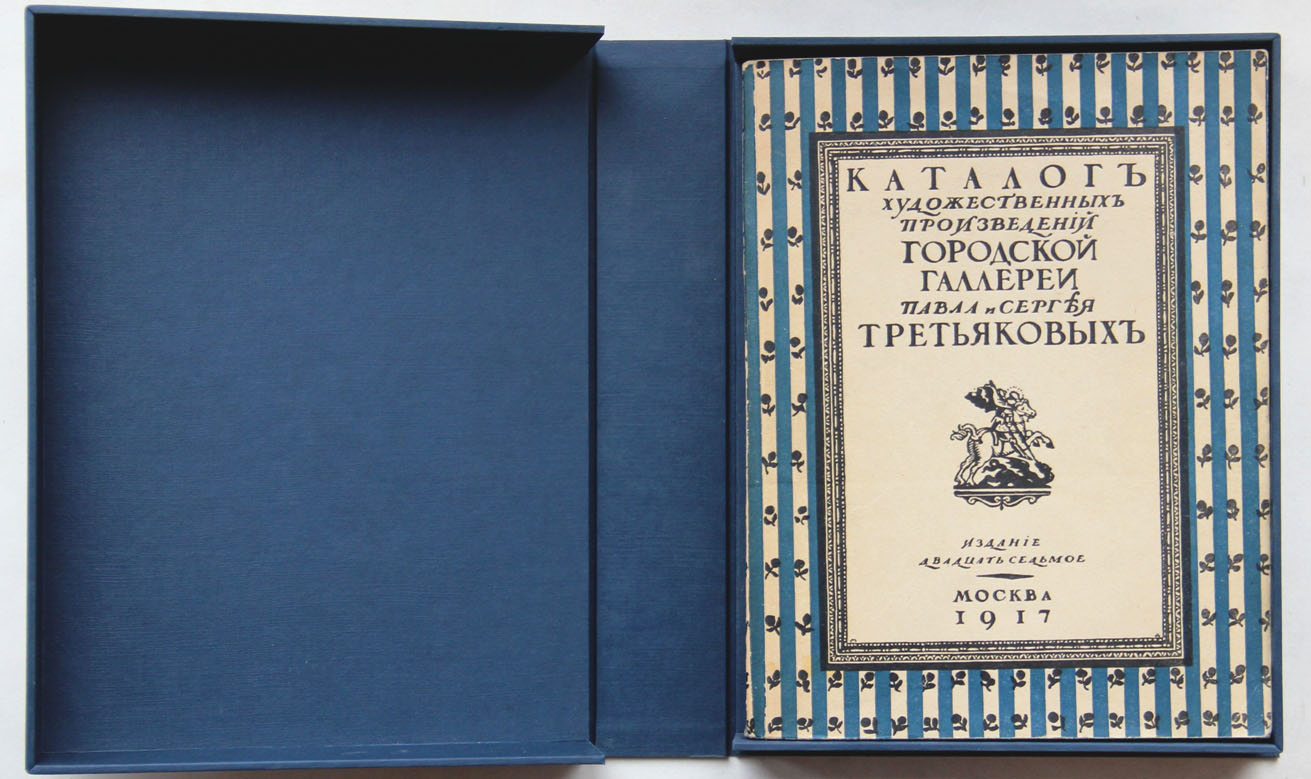 КАТАЛОГЪ
ХУДОЖЕСТВЕННЫХЪ
ПРОИЗВЕДЕНІЙ
ГОРОДСКОЙ
ГАЛЛЕРЕИ
ПАВЛА и СЕРГѢЯ
ТРЕТЬЯКОВЫХЪ
ИЗДАНІЕ
ДВАДЦАТЬ СЕДЬМОЕ
МОСКВА
1917